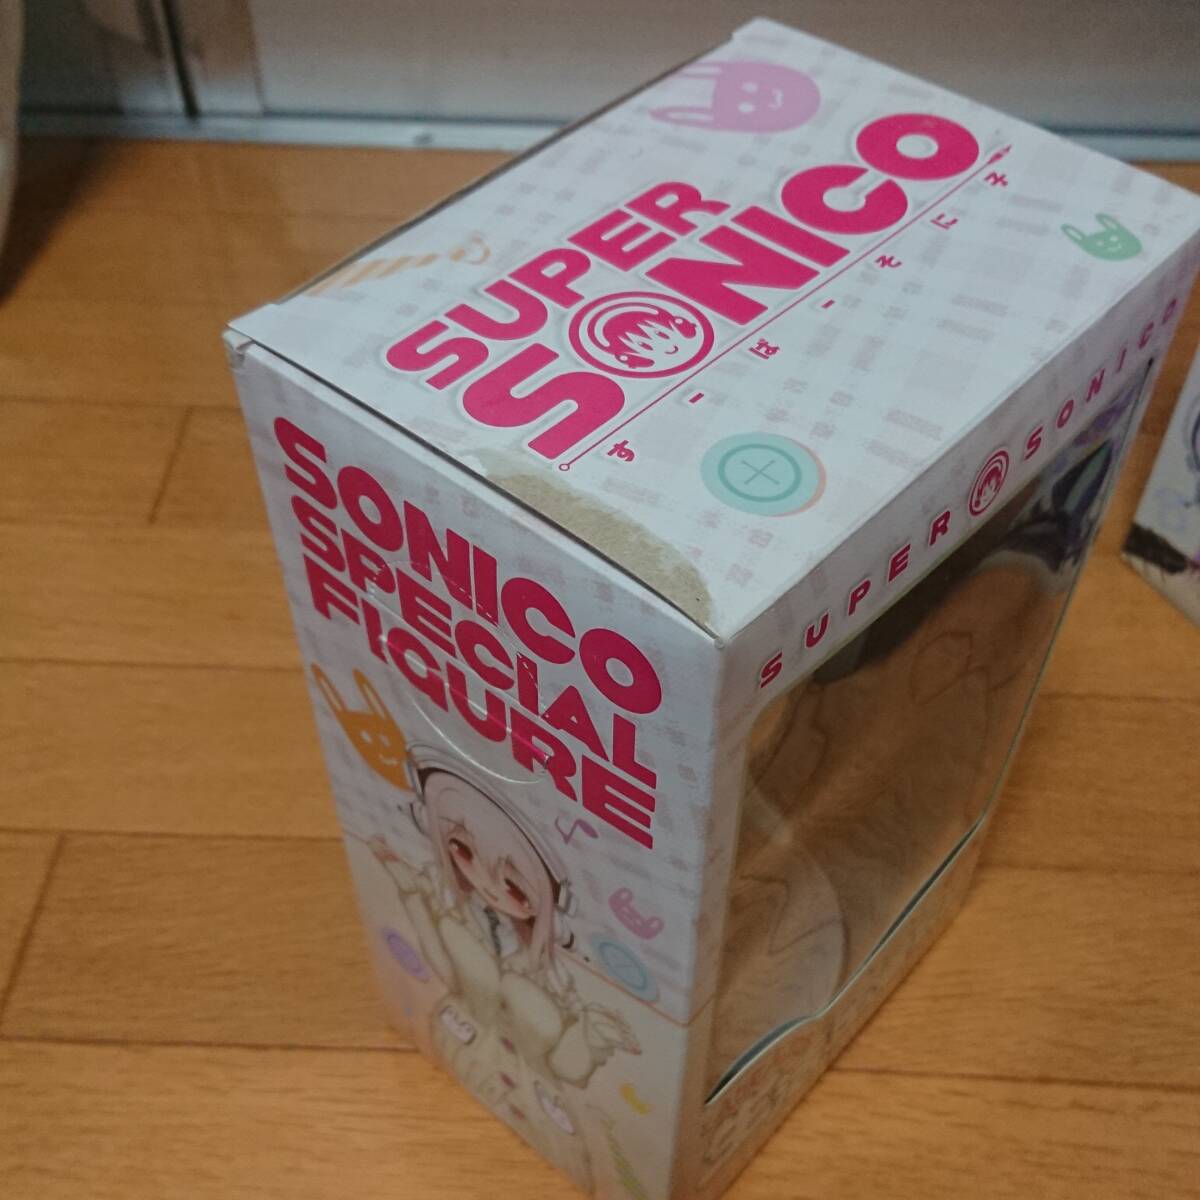 SUPER
SONICO
すーぱーそに子
SONICO
SPECIAL
FIGURE
SUPER SONICO